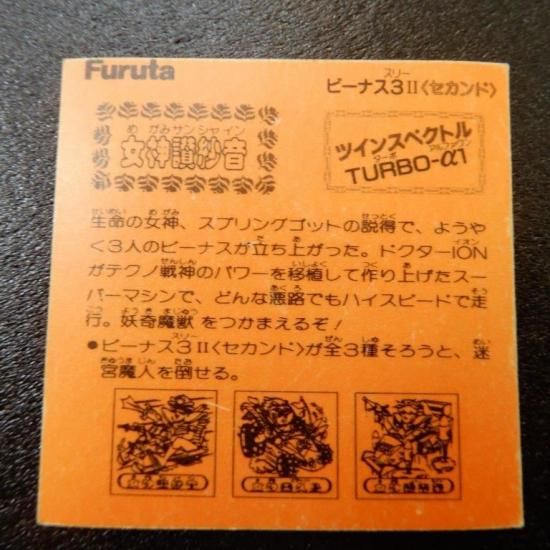 Furuta
ビーナス3II〈セカンド〉
女神讃紗音
ツインスペクトル
TURBO-α1
生命の女神、スプリングゴットの説得で、ようや
く3人のビーナスが立ち上がった。ドクターION
がテクノ戦神のパワーを移植して作り上げたスー
パーマシンで、どんな悪路でもハイスピードで走
行。妖奇魔獣をつかまえるぞ！
●ビーナス3II〈セカンド〉が全3種そろうと、迷
宮魔人を倒せる。